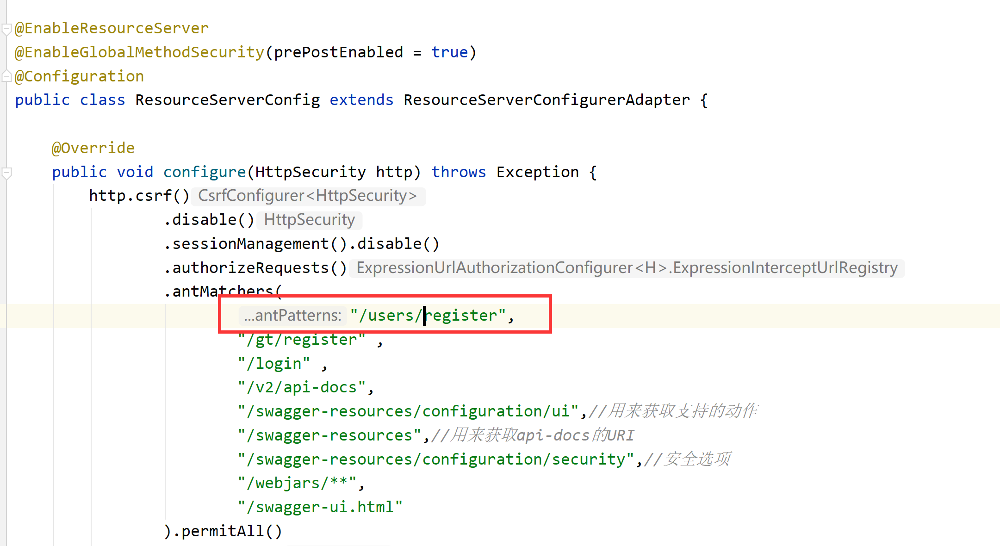 @EnableResourceServer
@EnableGlobalMethodSecurity(prePostEnabled = true)
@Configuration
public class ResourceServerConfig extends ResourceServerConfigurerAdapter {
@Override
public void configure(HttpSecurity http) throws Exception {
http.csrf() CsrfConfigurer<HttpSecurity>
.disable() HttpSecurity
.sessionManagement().disable()
.authorizeRequests() ExpressionUrlAuthorizationConfigurer<H>.ExpressionInterceptUrlRegistry
.antMatchers(
...antPatterns: "/users/register",
"/gt/register" ,
"/login" ,
"/v2/api-docs",
"/swagger-resources/configuration/ui",//用来获取支持的动作
"/swagger-resources",//用来获取api-docs的URI
"/swagger-resources/configuration/security",//安全选项
"/webjars/**",
"/swagger-ui.html"
).permitAll()